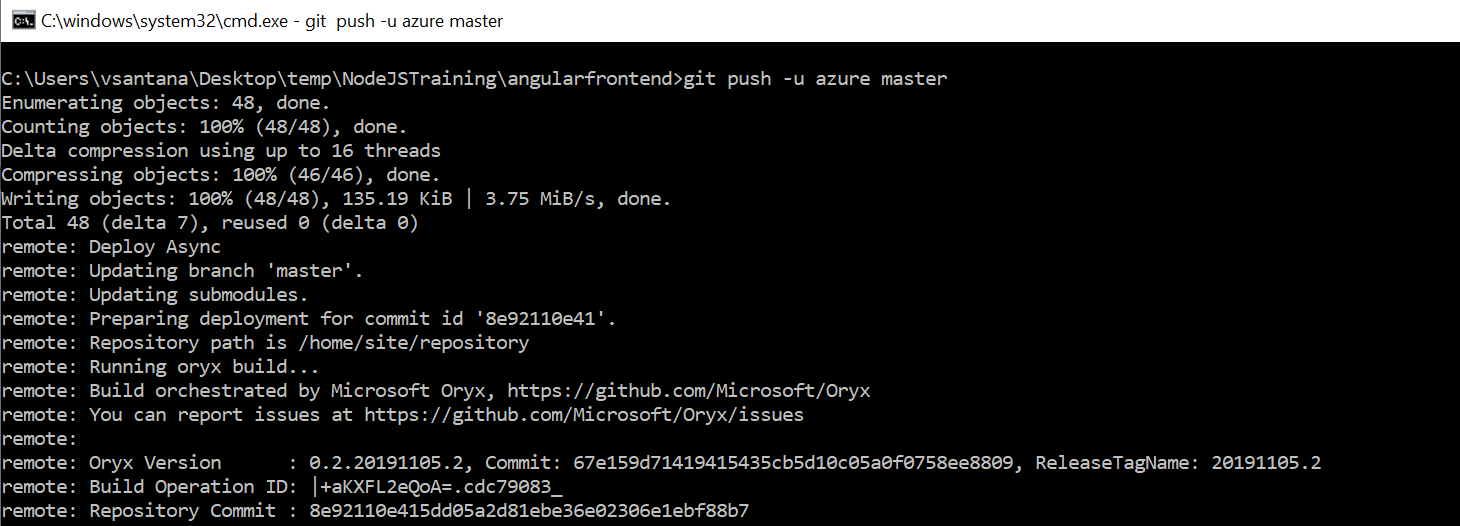 C:\windows\system32\cmd.exe - git  push -u azure master
C:\Users\vsantana\Desktop\temp\NodeJSTraining\angularfrontend>git push -u azure master
Enumerating objects: 48, done.
Counting objects: 100% (48/48), done.
Delta compression using up to 16 threads
Compressing objects: 100% (46/46), done.
Writing objects: 100% (48/48), 135.19 KiB | 3.75 MiB/s, done.
Total 48 (delta 7), reused 0 (delta 0)
remote: Deploy Async
remote: Updating branch 'master'.
remote: Updating submodules.
remote: Preparing deployment for commit id '8e92110e41'.
remote: Repository path is /home/site/repository
remote: Running oryx build...
remote: Build orchestrated by Microsoft Oryx, https://github.com/Microsoft/Oryx
remote: You can report issues at https://github.com/Microsoft/Oryx/issues
remote:
remote: Oryx Version      : 0.2.20191105.2, Commit: 67e159d71419415435cb5d10c05a0f0758ee8809, ReleaseTagName: 20191105.2
remote: Build Operation ID: |+aKXFL2eQoA=.cdc79083_
remote: Repository Commit : 8e92110e415dd05a2d81ebe36e02306e1ebf88b7